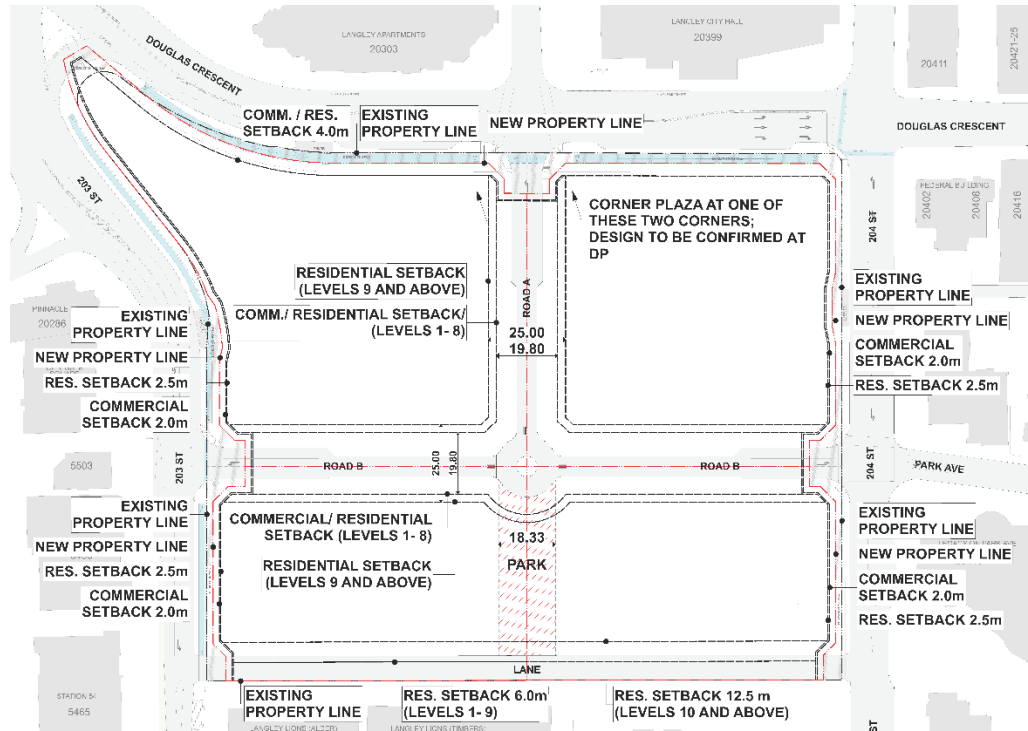 LANGLEY APARTMENTS
20303
LANGLEY CITY HALL
20399
20411
20421-25
DOUGLAS CRESCENT
COMM. / RES.
SETBACK 4.0m
EXISTING
PROPERTY LINE
NEW PROPERTY LINE
DOUGLAS CRESCENT
203 ST
204 ST
FEDERAL BUILDING
20402
20408
20416
CORNER PLAZA AT ONE OF
THESE TWO CORNERS;
DESIGN TO BE CONFIRMED AT
DP
RESIDENTIAL SETBACK
(LEVELS 9 AND ABOVE)
COMM./ RESIDENTIAL SETBACK/
(LEVELS 1- 8)
ROAD A
25.00
19.80
PINNACLE
20286
EXISTING
PROPERTY LINE
NEW PROPERTY LINE
RES. SETBACK 2.5m
COMMERCIAL
SETBACK 2.0m
EXISTING
PROPERTY LINE
NEW PROPERTY LINE
COMMERCIAL
SETBACK 2.0m
RES. SETBACK 2.5m
5503
203 ST
ROAD B
25.00
19.80
ROAD B
204 ST
PARK AVE
EXISTING
PROPERTY LINE
NEW PROPERTY LINE
RES. SETBACK 2.5m
COMMERCIAL
SETBACK 2.0m
COMMERCIAL/ RESIDENTIAL
SETBACK (LEVELS 1- 8)
RESIDENTIAL SETBACK
(LEVELS 9 AND ABOVE)
18.33
PARK
EXISTING
PROPERTY LINE
NEW PROPERTY LINE
COMMERCIAL
SETBACK 2.0m
RES. SETBACK 2.5m
LANE
STATION 54
5465
EXISTING
PROPERTY LINE
RES. SETBACK 6.0m
(LEVELS 1- 9)
RES. SETBACK 12.5 m
(LEVELS 10 AND ABOVE)
LANGLEY LIONS (ALDER)
LANGLEY LIONS (TIMBERS)
ST